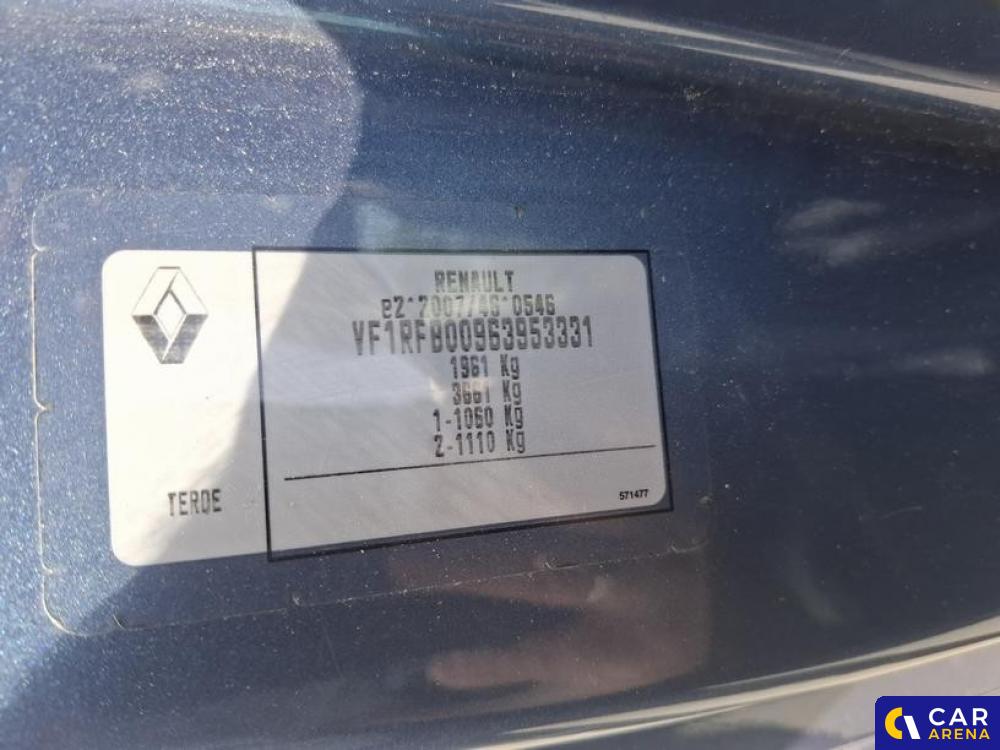 RENAULT
e2*2007/46*0546
VF1RFB00963953331
1961 Kg
3661 Kg
1-1060 Kg
2-1110 Kg
TEROE
571477
CAR
ARENA